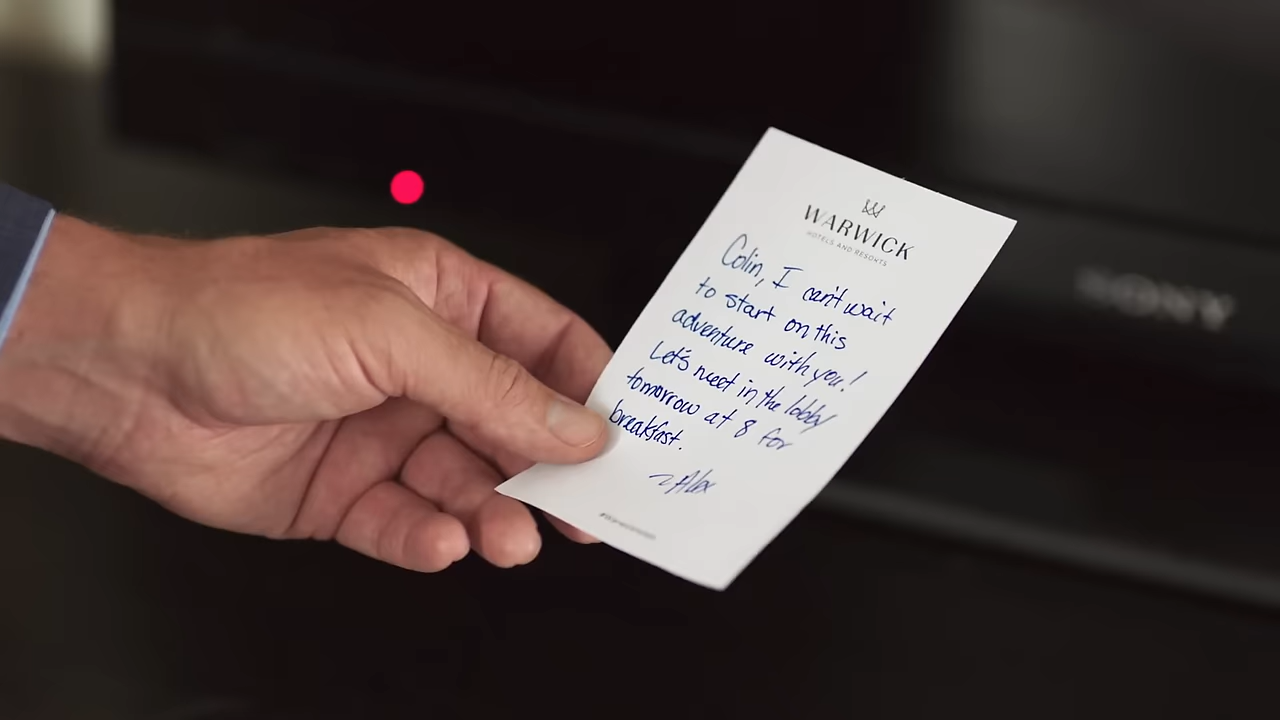 WARWICK
HOTELS AND RESORTS
Colin, I can't wait
to start on this
adventure with you!
Let's meet in the lobby
tomorrow at 8 for
breakfast.
~Alex
SONY